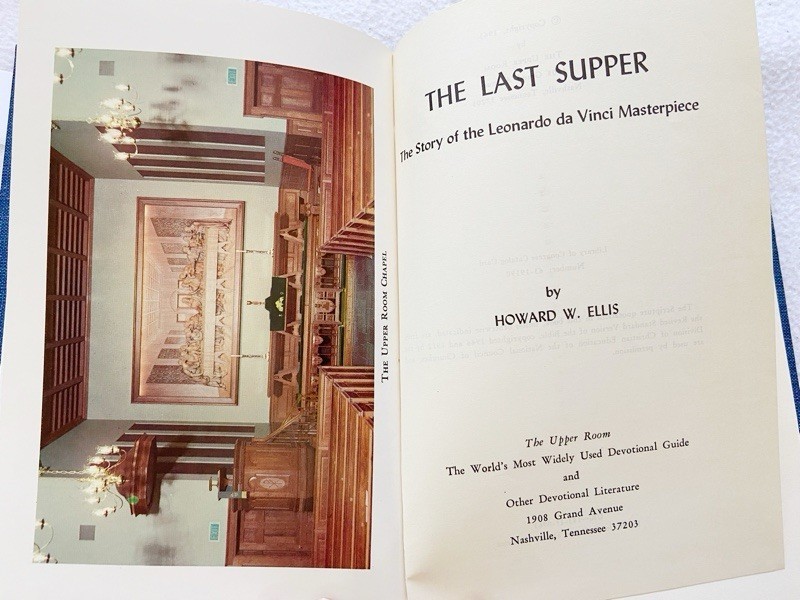 THE UPPER ROOM CHAPEL
THE LAST SUPPER
The Story of the Leonardo da Vinci Masterpiece
by
HOWARD W. ELLIS
The Upper Room
The World's Most Widely Used Devotional Guide
and
Other Devotional Literature
1908 Grand Avenue
Nashville, Tennessee 37203